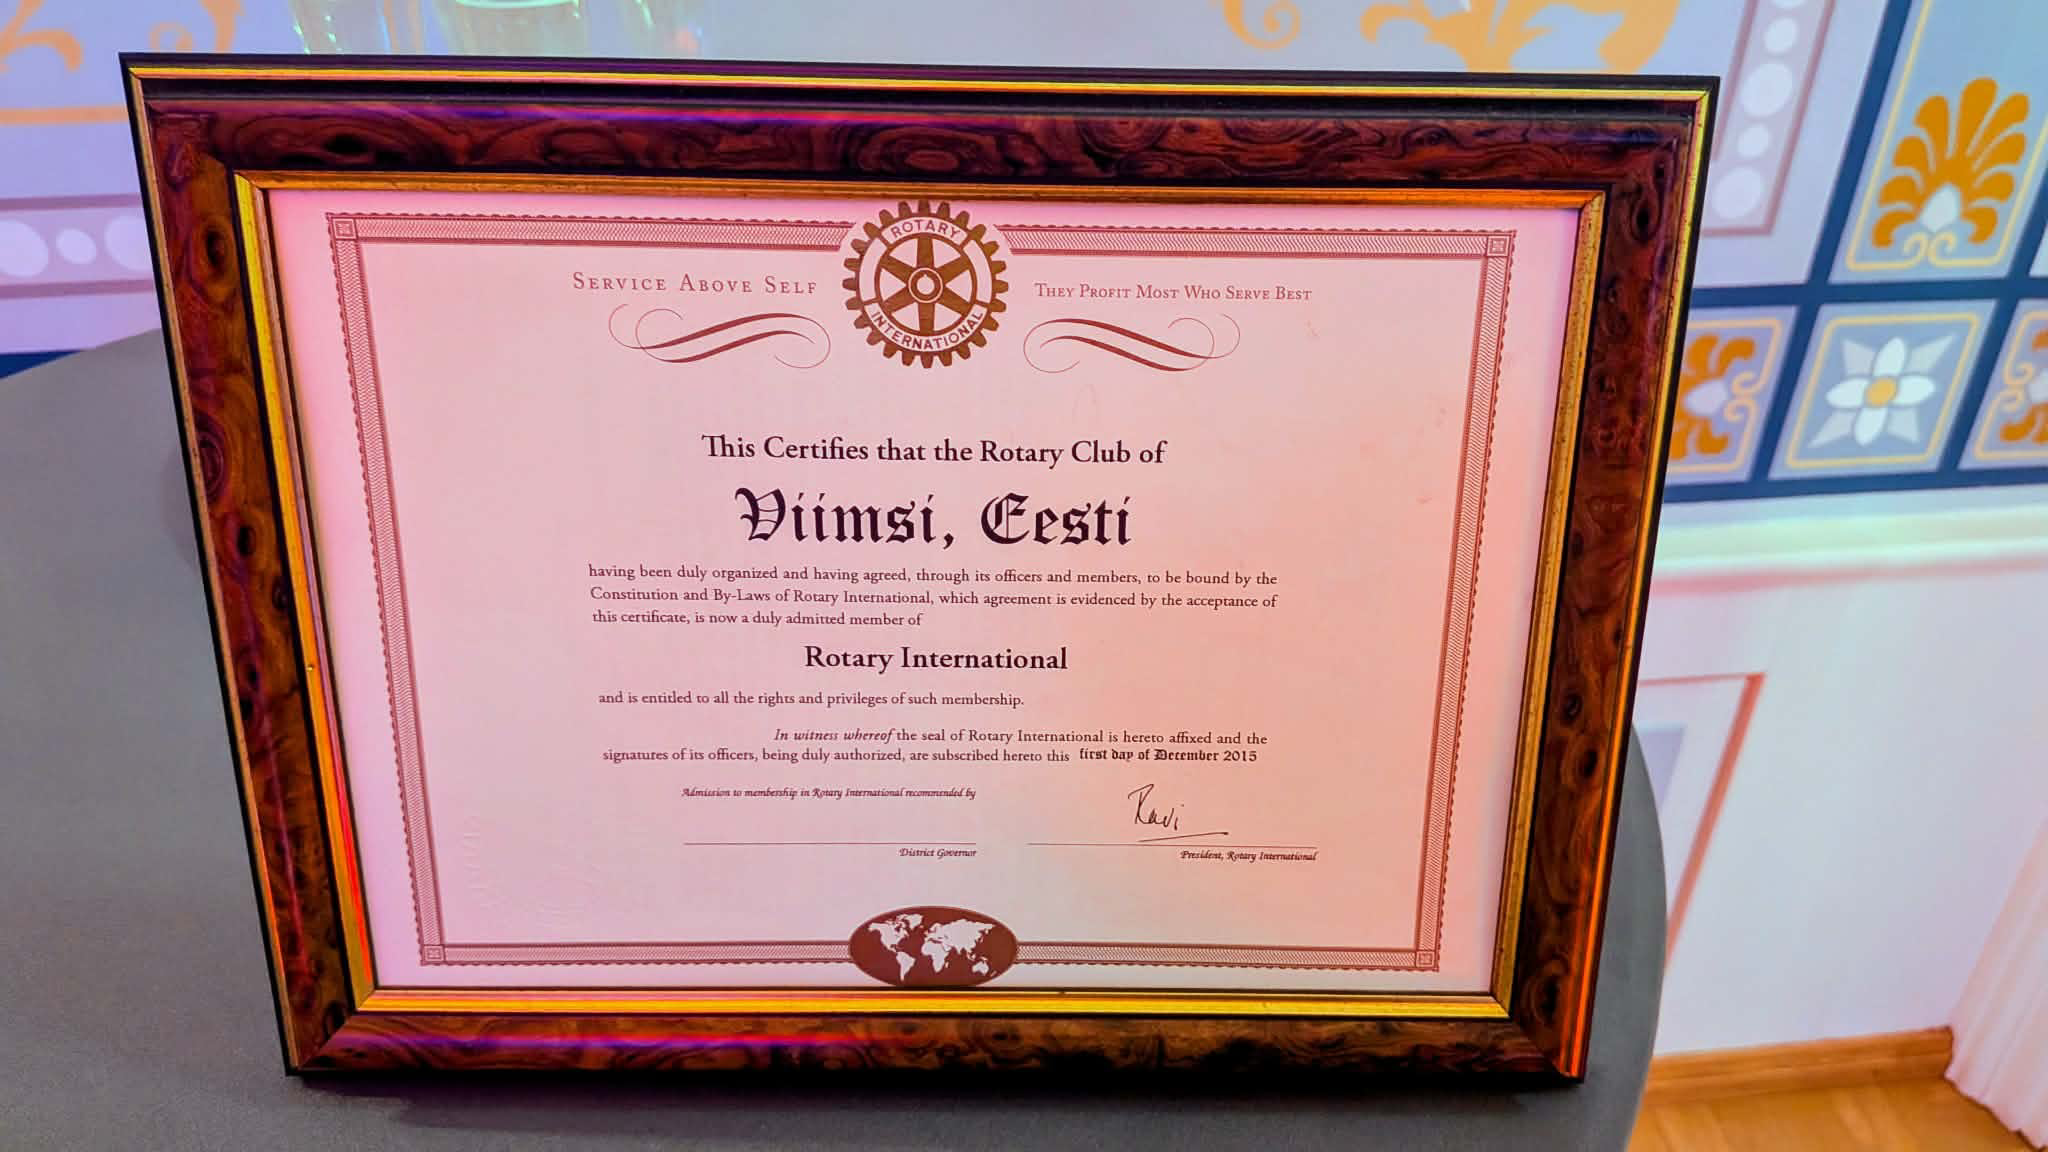 ROTARY
INTERNATIONAL
SERVICE ABOVE SELF
THEY PROFIT MOST WHO SERVE BEST
This Certifies that the Rotary Club of
Viimsi, Eesti
having been duly organized and having agreed, through its officers and members, to be bound by the
Constitution and By-Laws of Rotary International, which agreement is evidenced by the acceptance of
this certificate, is now a duly admitted member of
Rotary International
and is entitled to all the rights and privileges of such membership.
In witness whereof the seal of Rotary International is hereto affixed and the
signatures of its officers, being duly authorized, are subscribed hereto this first day of December 2015
Admission to membership in Rotary International recommended by
Ravi
District Governor
President, Rotary International